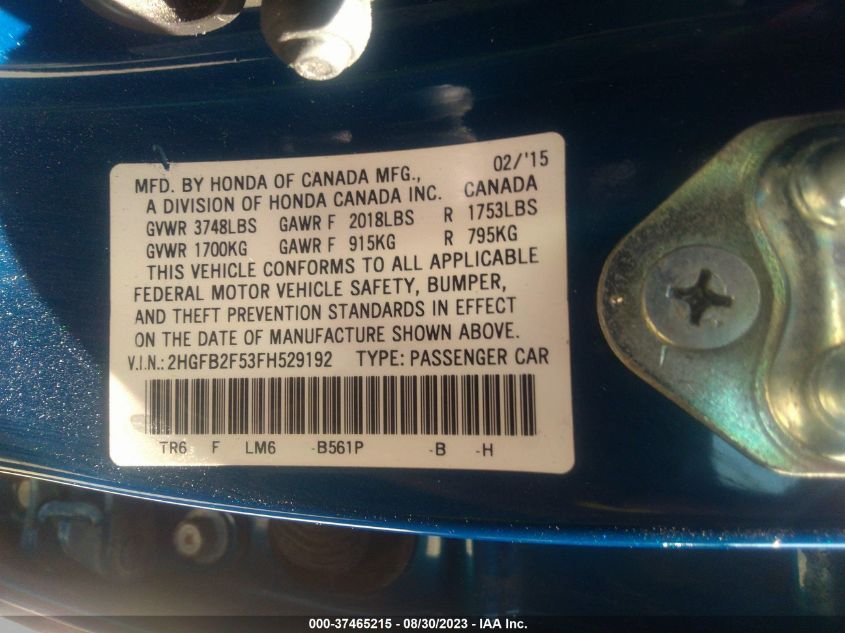 02/'15
MFD. BY HONDA OF CANADA MFG.,
A DIVISION OF HONDA CANADA INC. CANADA
GVWR 3748LBS GAWR F 2018LBS R 1753LBS
GVWR 1700KG GAWR F 915KG R 795KG
THIS VEHICLE CONFORMS TO ALL APPLICABLE
FEDERAL MOTOR VEHICLE SAFETY, BUMPER,
AND THEFT PREVENTION STANDARDS IN EFFECT
ON THE DATE OF MANUFACTURE SHOWN ABOVE.
V.I.N.: 2HGFB2F53FH529192 TYPE: PASSENGER CAR
TR6 F LM6 -B561P -B -H
000-37465215 - 08/30/2023 - IAA Inc.